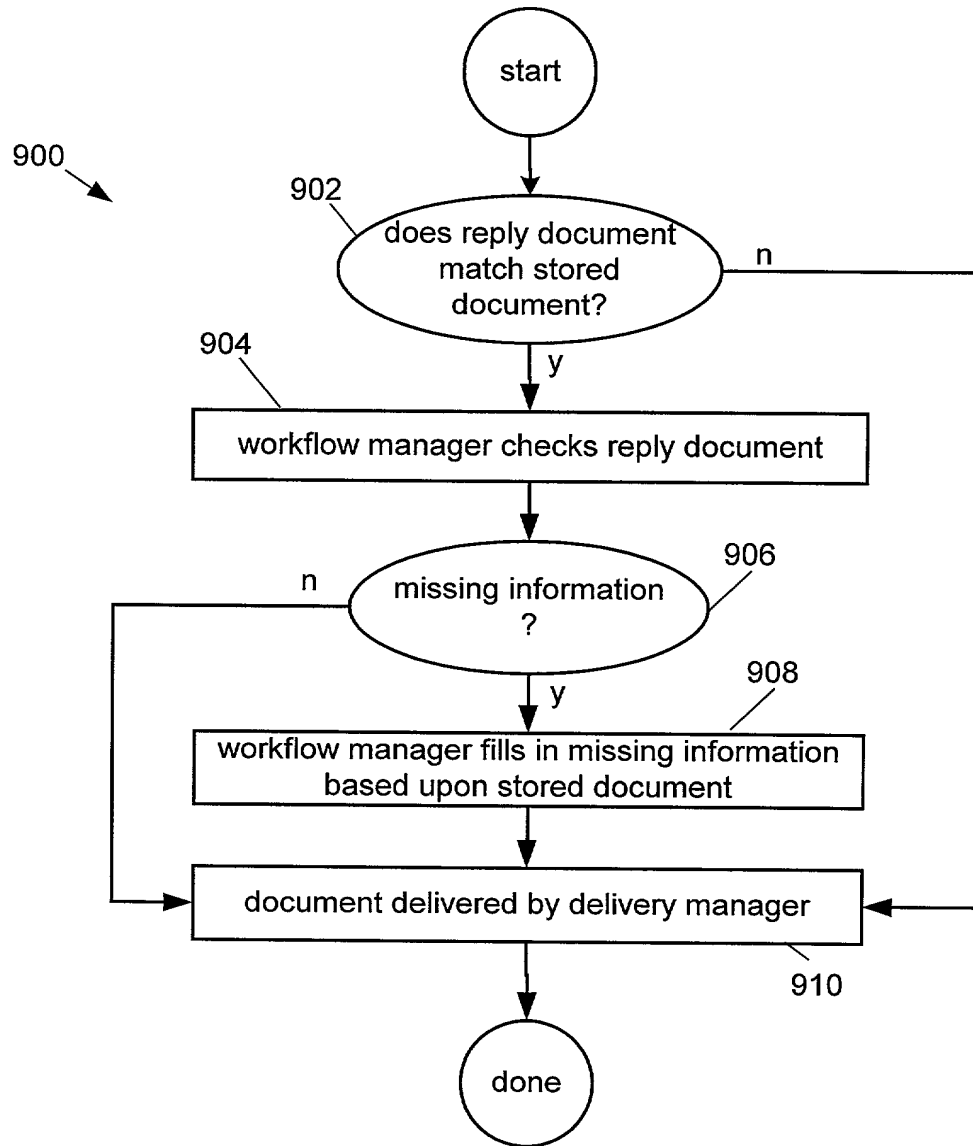 start
900
902
does reply document
match stored
document?
n
904
y
workflow manager checks reply document
906
n
missing information
?
908
y
workflow manager fills in missing information
based upon stored document
document delivered by delivery manager
910
done